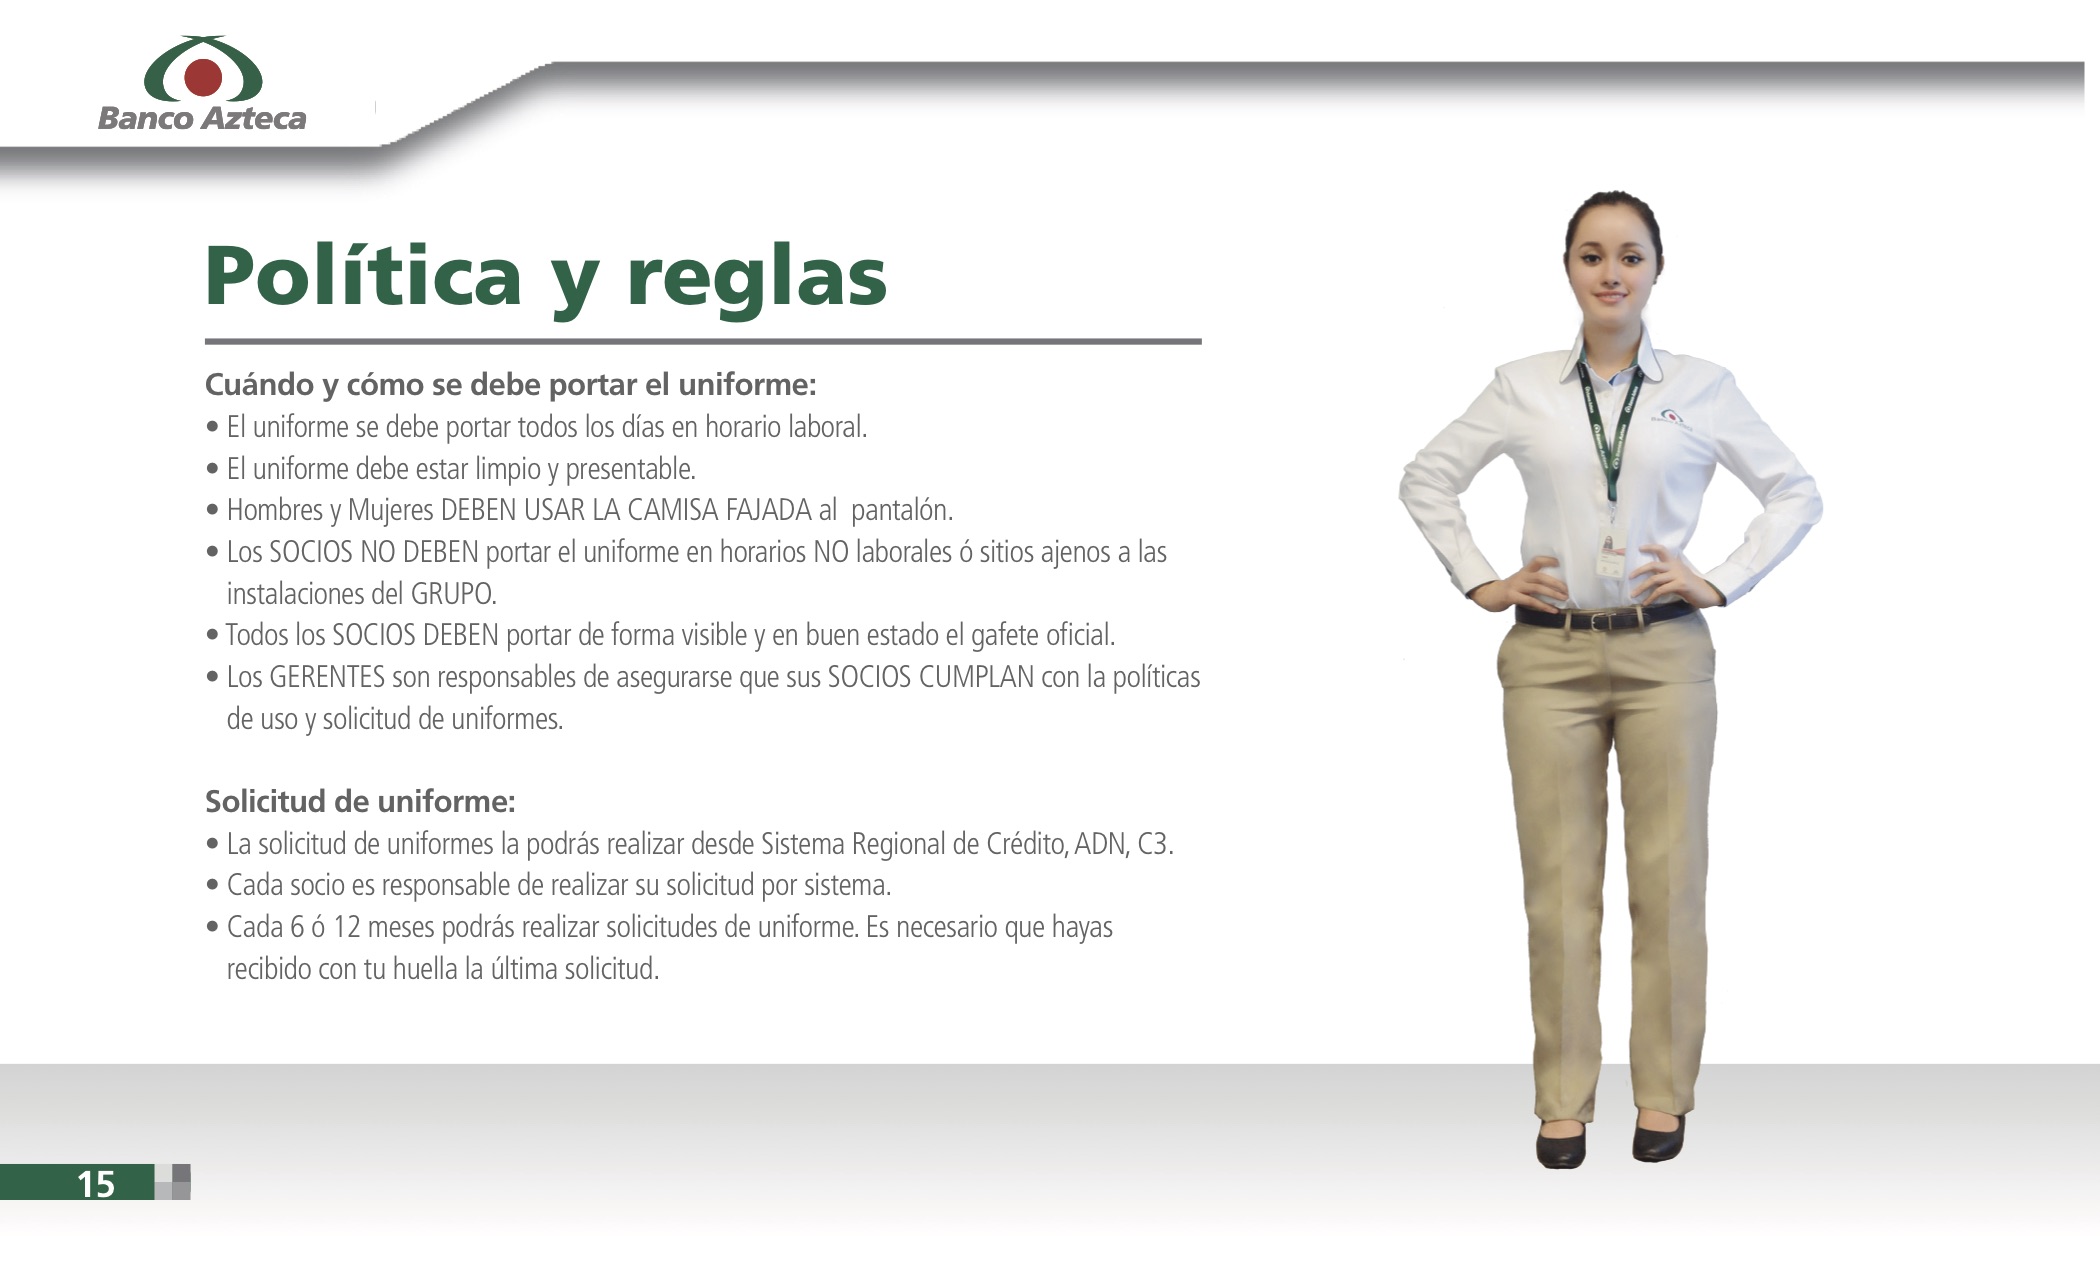 Banco Azteca
Política y reglas
Cuándo y cómo se debe portar el uniforme:
• El uniforme se debe portar todos los días en horario laboral.
• El uniforme debe estar limpio y presentable.
• Hombres y Mujeres DEBEN USAR LA CAMISA FAJADA al  pantalón.
• Los SOCIOS NO DEBEN portar el uniforme en horarios NO laborales ó sitios ajenos a las
instalaciones del GRUPO.
• Todos los SOCIOS DEBEN portar de forma visible y en buen estado el gafete oficial.
• Los GERENTES son responsables de asegurarse que sus SOCIOS CUMPLAN con la políticas
de uso y solicitud de uniformes.
Solicitud de uniforme:
• La solicitud de uniformes la podrás realizar desde Sistema Regional de Crédito, ADN, C3.
• Cada socio es responsable de realizar su solicitud por sistema.
• Cada 6 ó 12 meses podrás realizar solicitudes de uniforme. Es necesario que hayas
recibido con tu huella la última solicitud.
Banco Azteca
15